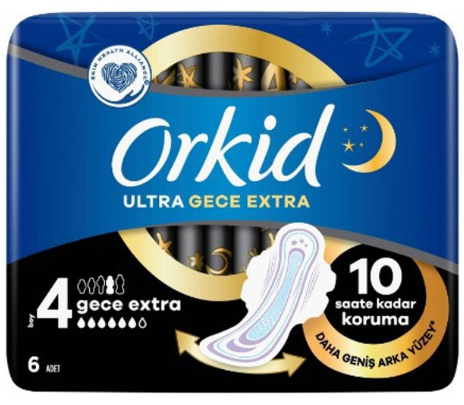 SKIN HEALTH ALLIANCE
Orkid
ULTRA GECE EXTRA
boy 4
gece extra
10
saate kadar
koruma
DAHA GENİŞ ARKA YÜZEY*
6 ADET